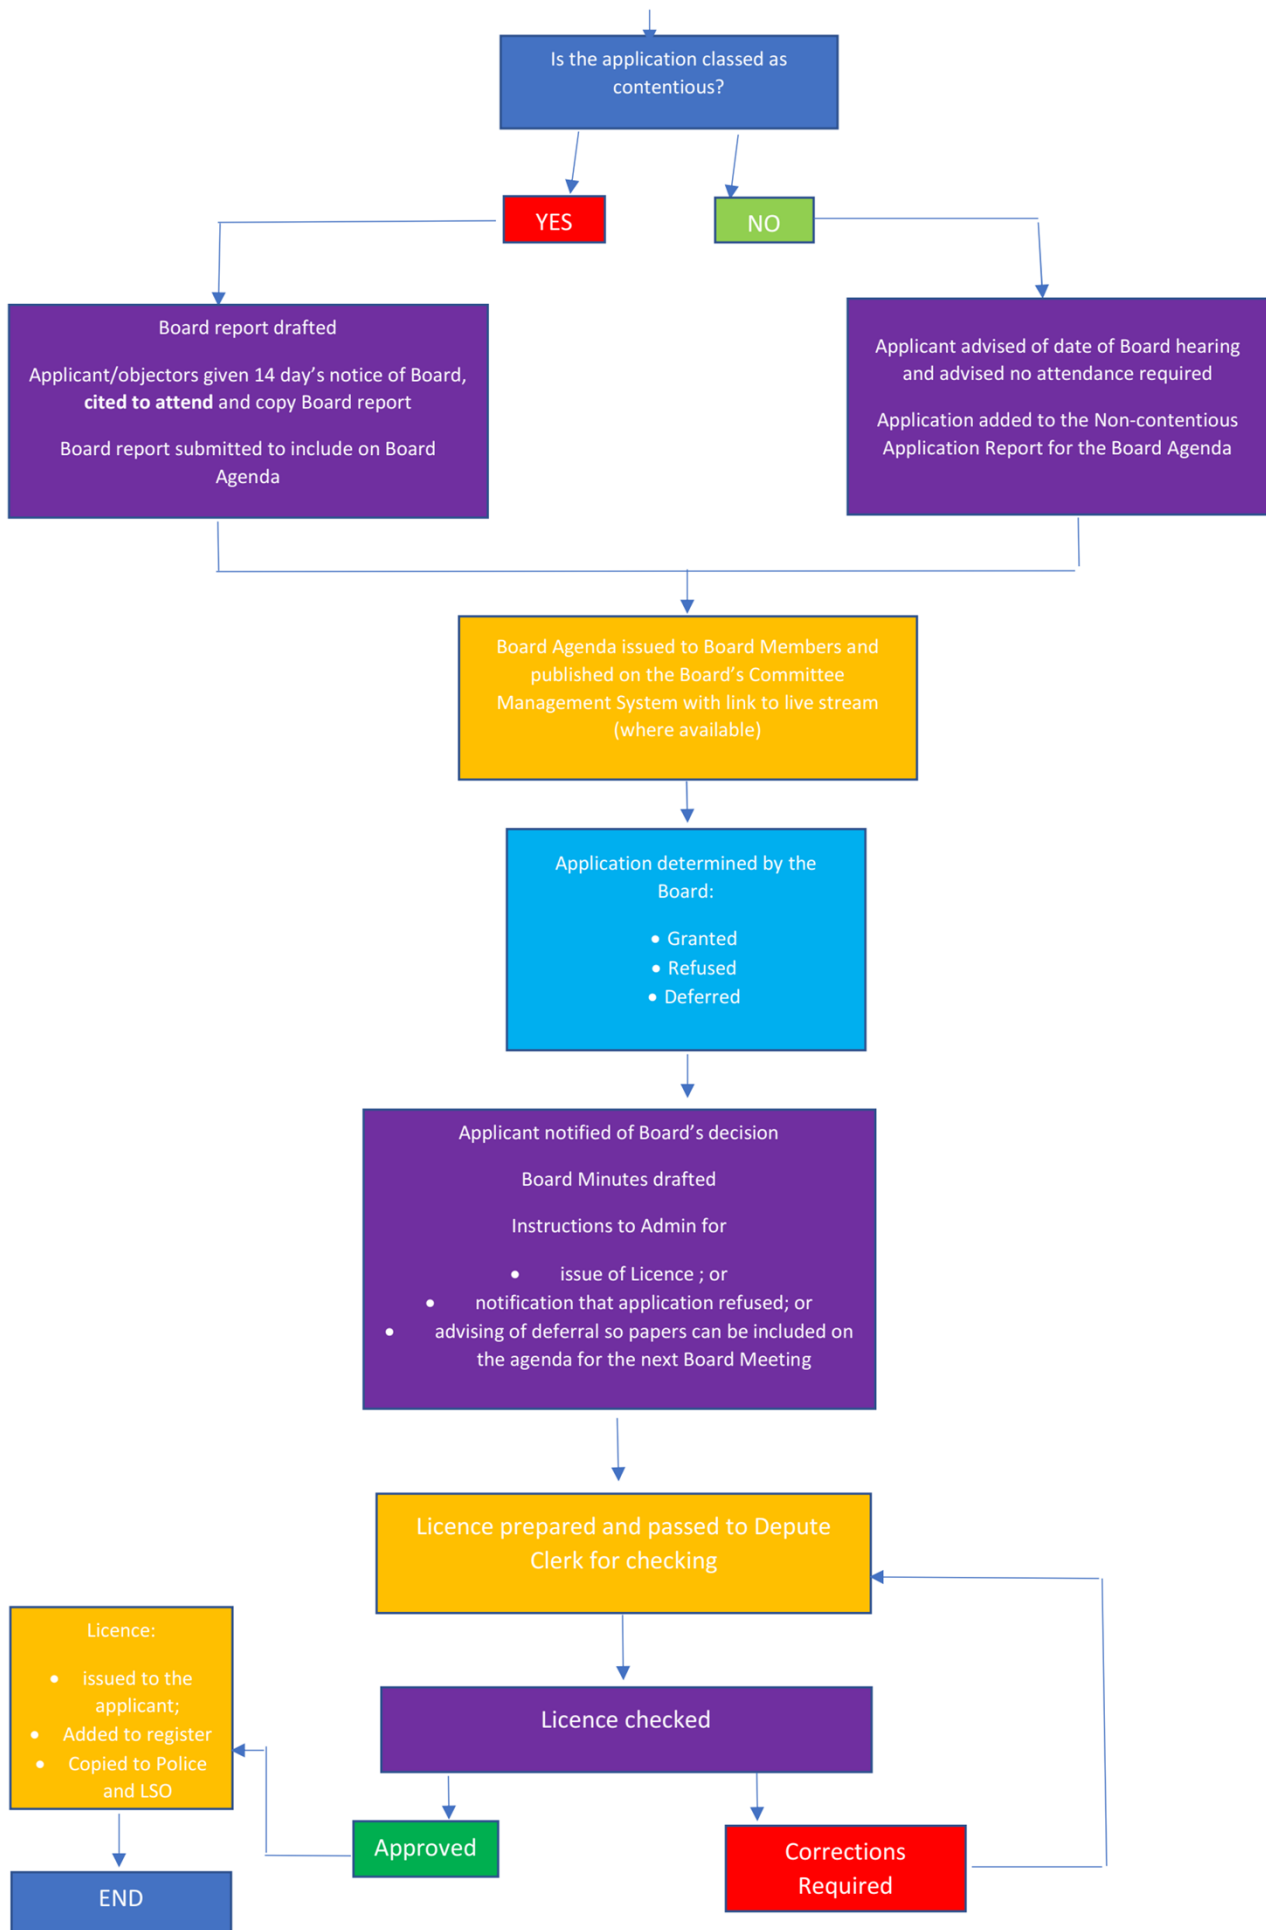 Is the application classed as
contentious?
YES
NO
Board report drafted
Applicant/objectors given 14 day’s notice of Board,
cited to attend and copy Board report
Board report submitted to include on Board
Agenda
Applicant advised of date of Board hearing
and advised no attendance required
Application added to the Non-contentious
Application Report for the Board Agenda
Board Agenda issued to Board Members and
published on the Board’s Committee
Management System with link to live stream
(where available)
Application determined by the
Board:
• Granted
• Refused
• Deferred
Applicant notified of Board’s decision
Board Minutes drafted
Instructions to Admin for
• issue of Licence ; or
• notification that application refused; or
• advising of deferral so papers can be included on
the agenda for the next Board Meeting
Licence prepared and passed to Depute
Clerk for checking
Licence checked
Approved
Corrections
Required
Licence:
• issued to the
applicant;
• Added to register
• Copied to Police
and LSO
END